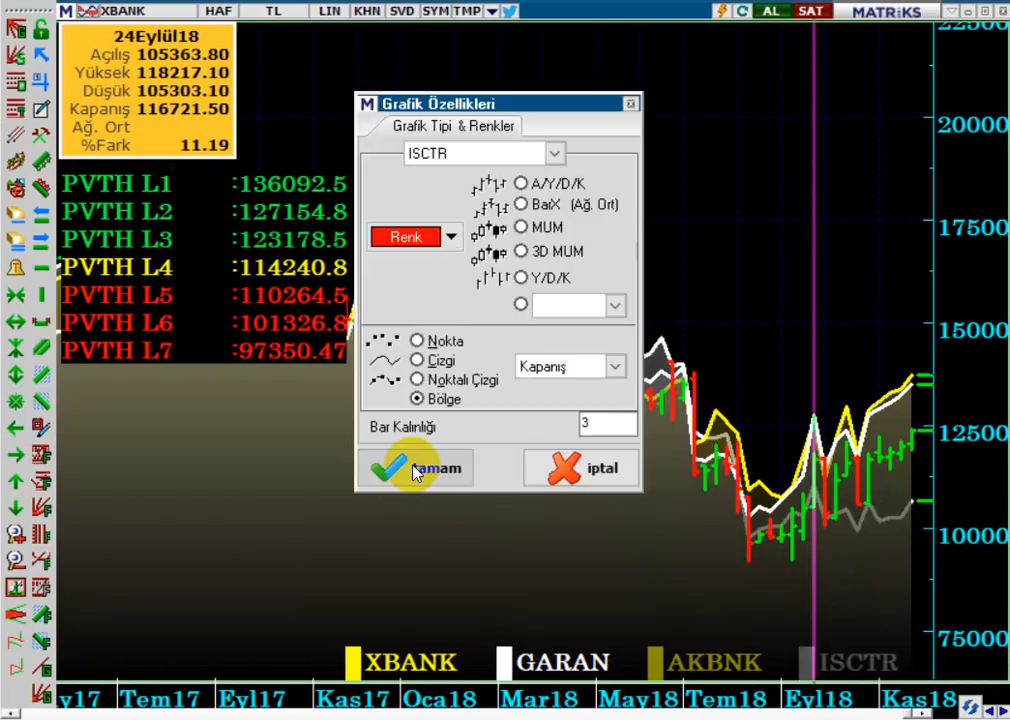 XBANK HAF TL LIN KHN SVD SYM TMP AL SAT MATRİKS
24Eylül18
Açılış 105363.80
Yüksek 118217.10
Düşük 105303.10
Kapanış 116721.50
Ağ. Ort
%Fark 11.19
PVTH L1 :136092.5
PVTH L2 :127154.8
PVTH L3 :123178.5
PVTH L4 :114240.8
PVTH L5 :110264.5
PVTH L6 :101326.8
PVTH L7 :97350.47
M Grafik Özellikleri
Grafik Tipi & Renkler
ISCTR
A/Y/D/K
BarX (Ağ. Ort)
Renk
MUM
3D MUM
Y/D/K
Nokta
Çizgi
Kapanış
Noktalı Çizgi
Bölge
Bar Kalınlığı
3
tamam
iptal
22500
20000
17500
15000
12500
10000
75000
XBANK GARAN AKBNK ISCTR
y17 Tem17 Eyl17 Kas17 Oca18 Mar18 May18 Tem18 Eyl18 Kas18